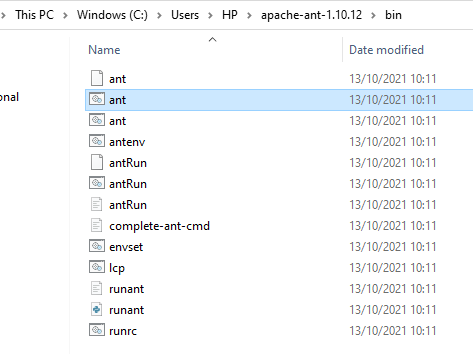 This PC > Windows (C:) > Users > HP > apache-ant-1.10.12 > bin
Name Date modified
ant 13/10/2021 10:11
ant 13/10/2021 10:11
ant 13/10/2021 10:11
onal
antenv 13/10/2021 10:11
antRun 13/10/2021 10:11
antRun 13/10/2021 10:11
antRun 13/10/2021 10:11
complete-ant-cmd 13/10/2021 10:11
envset 13/10/2021 10:11
lcp 13/10/2021 10:11
runant 13/10/2021 10:11
runant 13/10/2021 10:11
runrc 13/10/2021 10:11